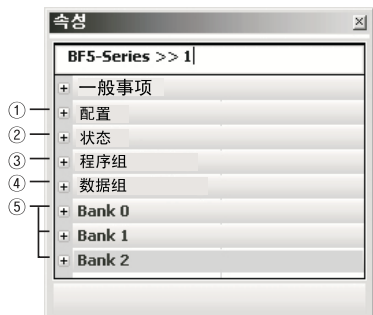 속성
BF5-Series >> 1
一般事项
① 配置
② 状态
③ 程序组
④ 数据组
⑤ Bank 0
Bank 1
Bank 2